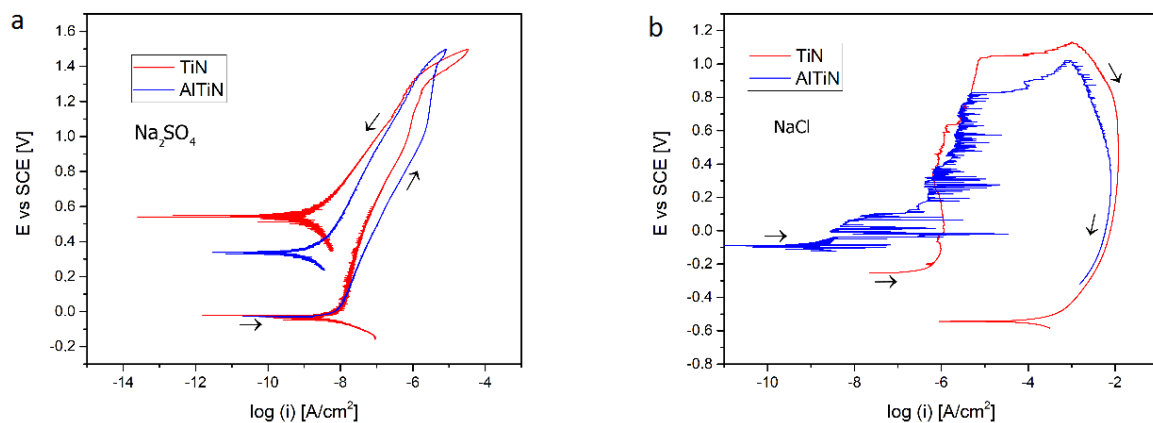 a
1.6
1.4
1.2
1.0
0.8
0.6
0.4
0.2
0.0
-0.2
E vs SCE [V]
TiN
AlTiN
Na₂SO₄
-14
-12
-10
-8
-6
-4
log (i) [A/cm²]
b
1.2
1.0
0.8
0.6
0.4
0.2
0.0
-0.2
-0.4
-0.6
-0.8
E vs SCE [V]
TiN
AlTiN
NaCl
-10
-8
-6
-4
-2
log (i) [A/cm²]